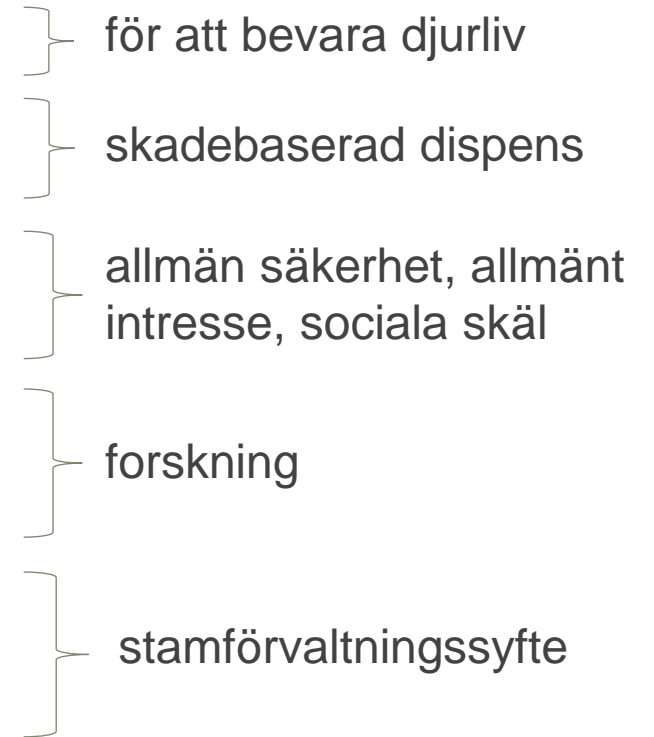 för att bevara djurliv
skadebaserad dispens
allmän säkerhet, allmänt
intresse, sociala skäl
forskning
stamförvaltningssyfte